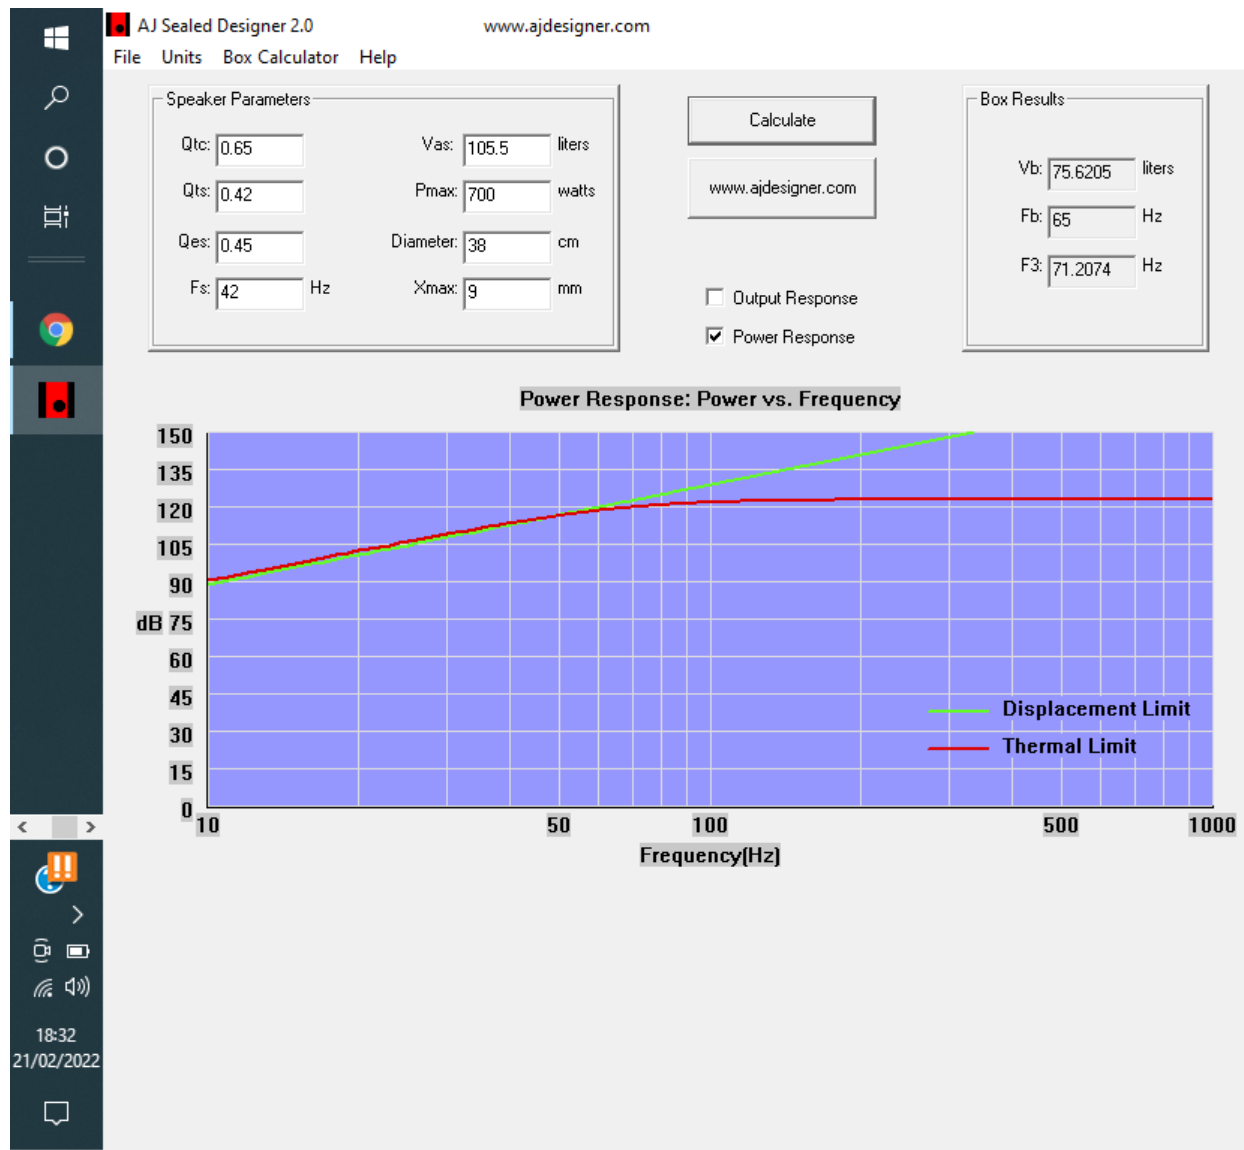 AJ Sealed Designer 2.0 www.ajdesigner.com
File Units Box Calculator Help
Speaker Parameters
Qtc: 0.65 Vas: 105.5 liters
Qts: 0.42 Pmax: 700 watts
Qes: 0.45 Diameter: 38 cm
Fs: 42 Hz Xmax: 9 mm
Calculate
www.ajdesigner.com
Output Response
Power Response
Box Results
Vb: 75.6205 liters
Fb: 65 Hz
F3: 71.2074 Hz
Power Response: Power vs. Frequency
150
135
120
105
90
dB 75
60
45
30
15
0
Displacement Limit
Thermal Limit
10 50 100 500 1000
Frequency(Hz)
18:32
21/02/2022